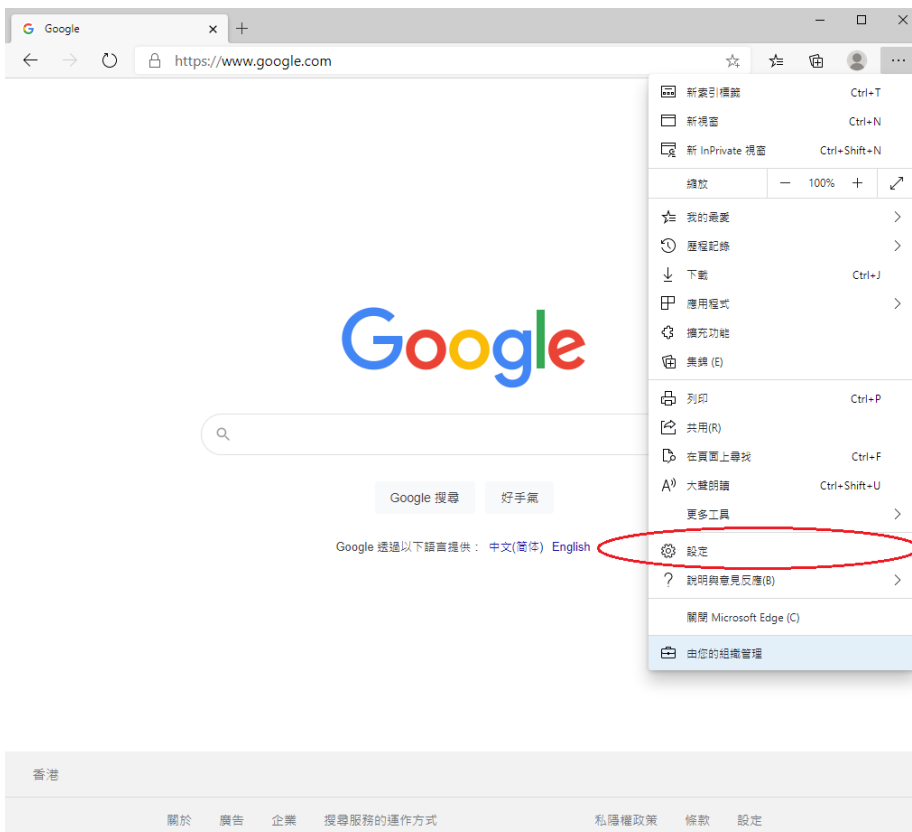 Google
https://www.google.com
新索引標籤 Ctrl+T
新視窗 Ctrl+N
新 InPrivate 視窗 Ctrl+Shift+N
縮放 — 100% +
我的最愛
歷程記錄
下載 Ctrl+J
應用程式
擴充功能
集錦 (E)
列印 Ctrl+P
共用(R)
在頁面上尋找 Ctrl+F
大聲朗讀 Ctrl+Shift+U
更多工具
設定
說明與意見反應(B)
關閉 Microsoft Edge (C)
由您的組織管理
Google
Google 搜尋 好手氣
Google 透過以下語言提供： 中文(简体) English
香港
關於 廣告 企業 搜尋服務的運作方式 私隱權政策 條款 設定